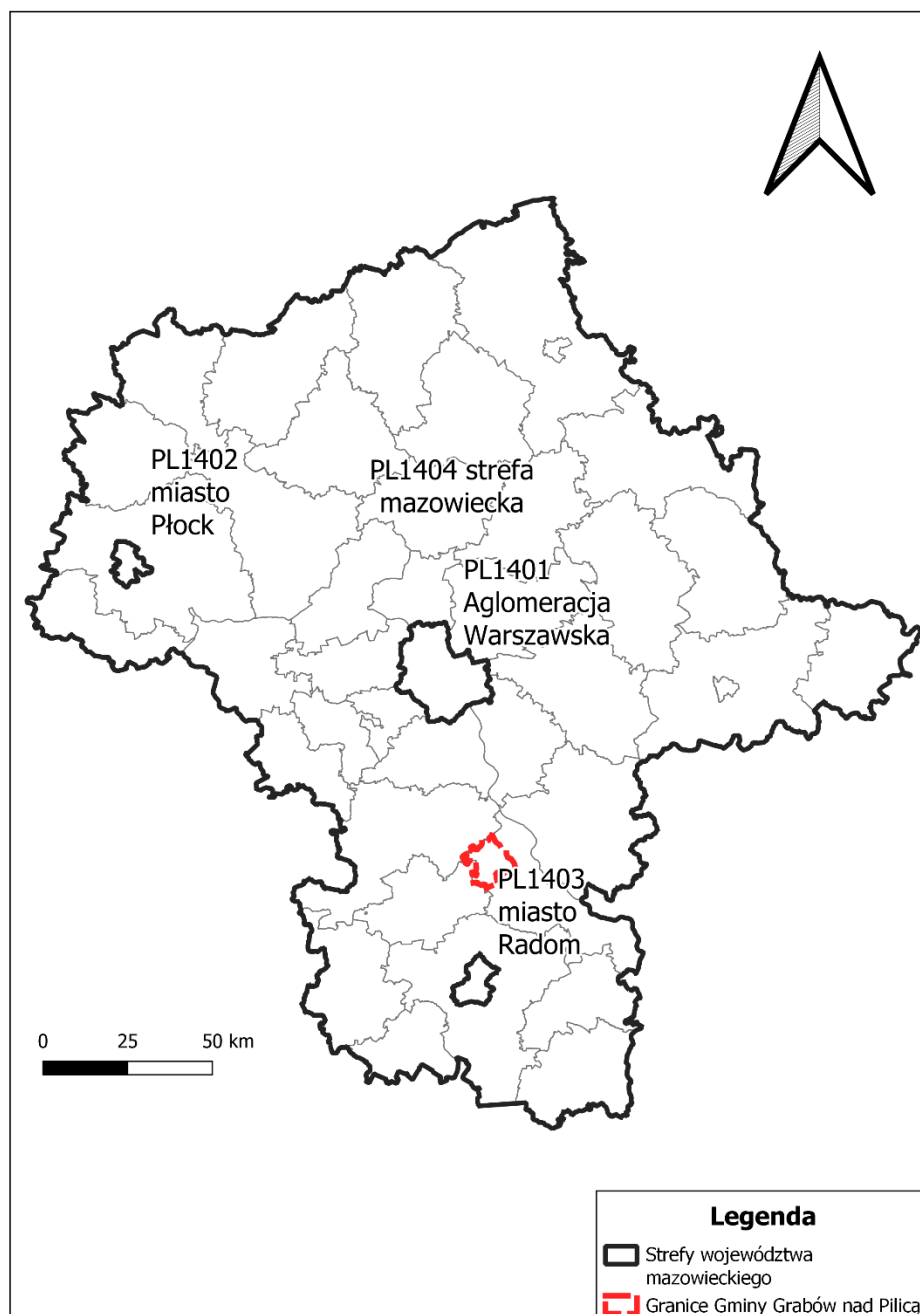 PL1402
miasto
Płock
PL1404 strefa
mazowiecka
PL1401
Aglomeracja
Warszawska
PL1403
miasto
Radom
0 25 50 km
Legenda
Strefy województwa
mazowieckiego
Granice Gminy Grabów nad Pilicą